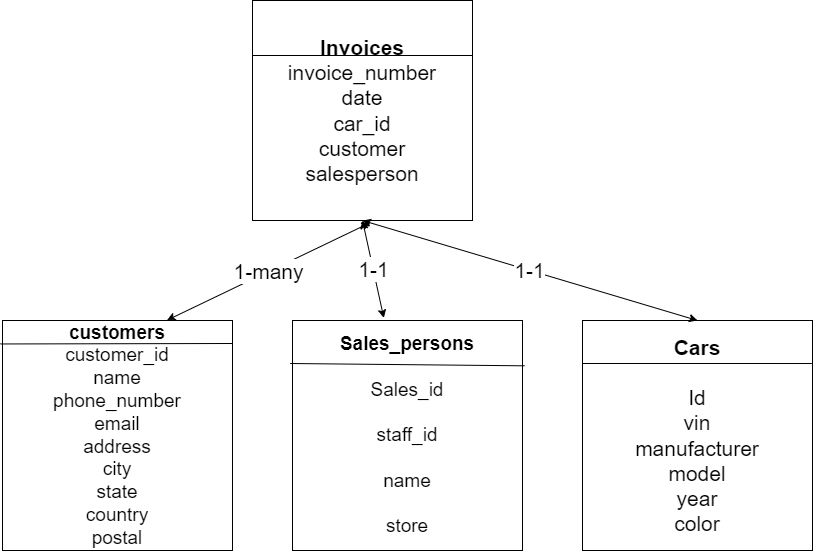 Invoices
invoice_number
date
car_id
customer
salesperson
1-many
1-1
1-1
customers
customer_id
name
phone_number
email
address
city
state
country
postal
Sales_persons
Sales_id
staff_id
name
store
Cars
Id
vin
manufacturer
model
year
color